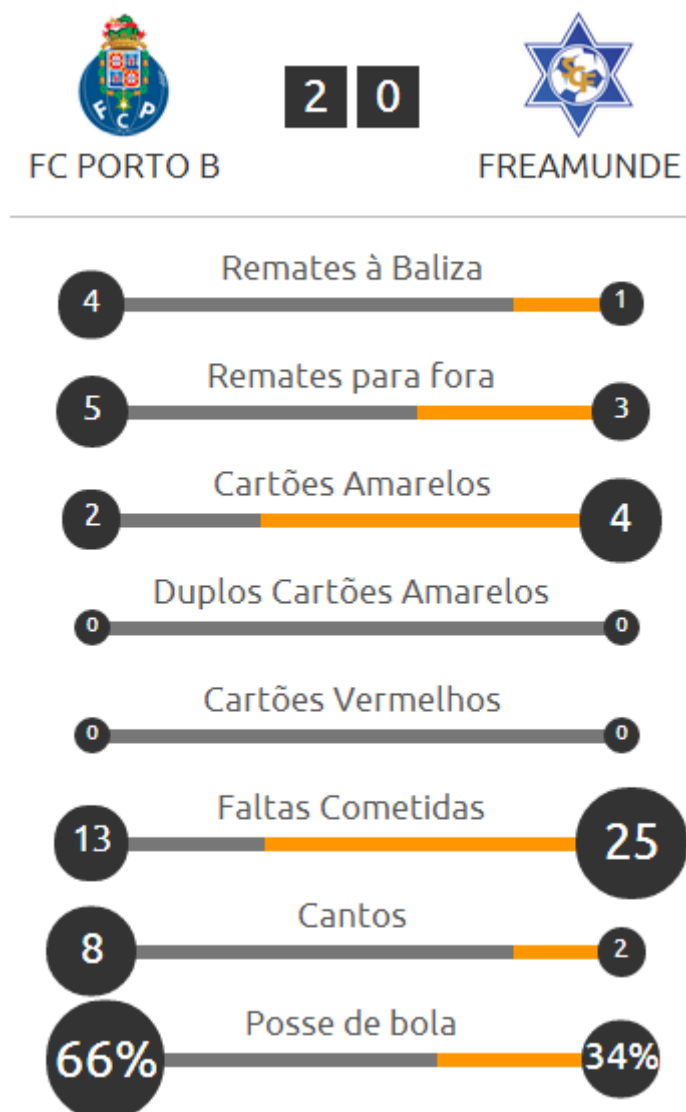 FCP
SCF
2 0
FC PORTO B FREAMUNDE
Remates à Baliza
4 1
Remates para fora
5 3
Cartões Amarelos
2 4
Duplos Cartões Amarelos
0 0
Cartões Vermelhos
0 0
Faltas Cometidas
13 25
Cantos
8 2
Posse de bola
66% 34%